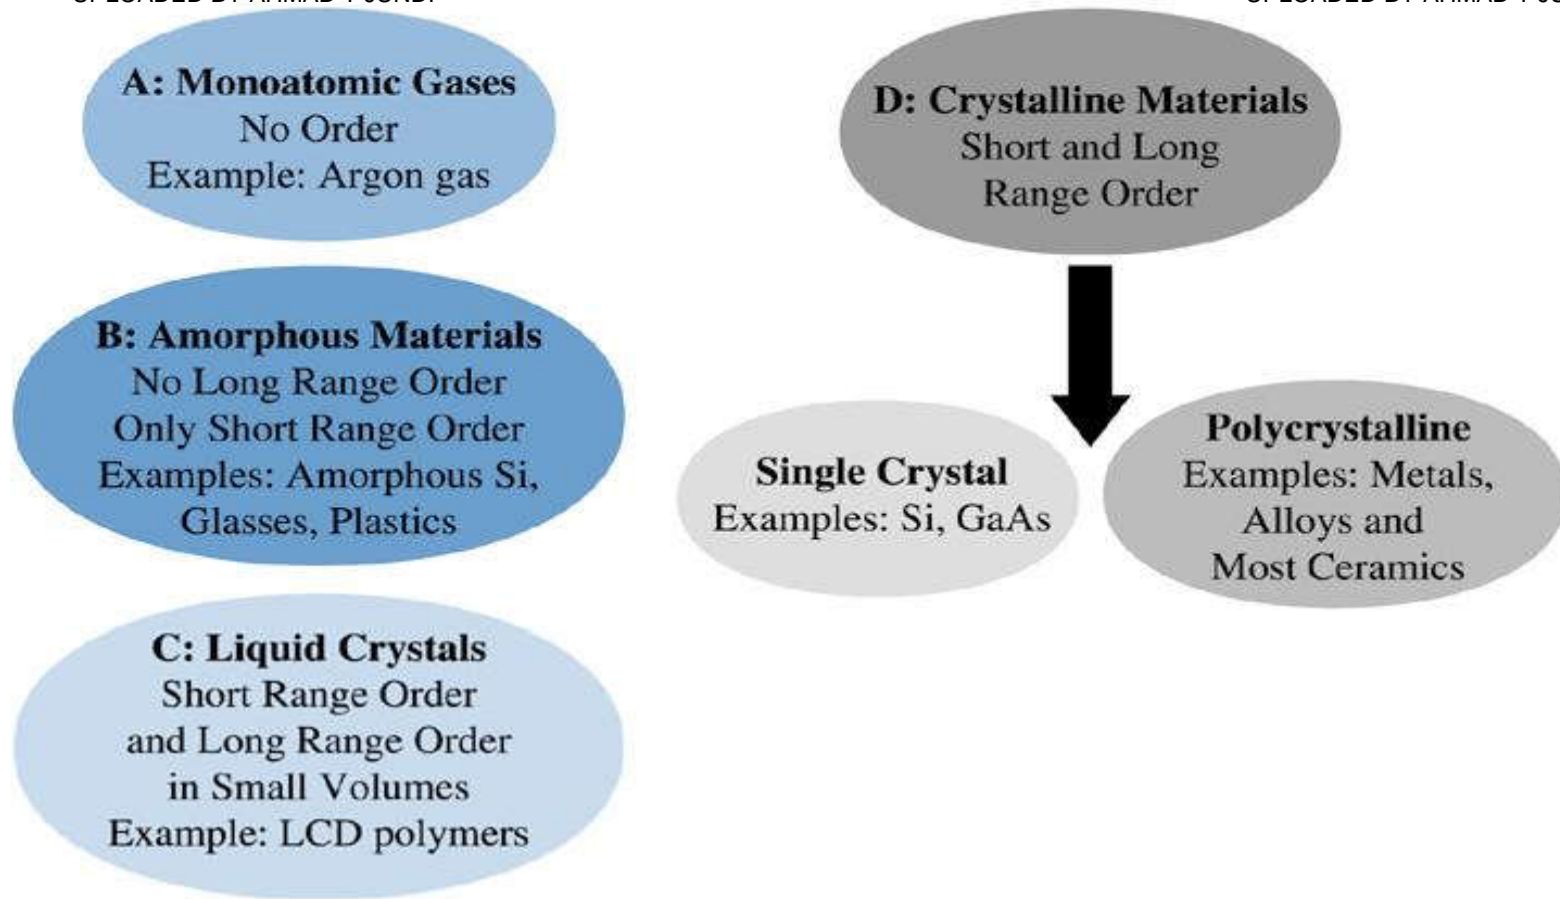 A: Monoatomic Gases
No Order
Example: Argon gas
B: Amorphous Materials
No Long Range Order
Only Short Range Order
Examples: Amorphous Si,
Glasses, Plastics
C: Liquid Crystals
Short Range Order
and Long Range Order
in Small Volumes
Example: LCD polymers
D: Crystalline Materials
Short and Long
Range Order
Single Crystal
Examples: Si, GaAs
Polycrystalline
Examples: Metals,
Alloys and
Most Ceramics